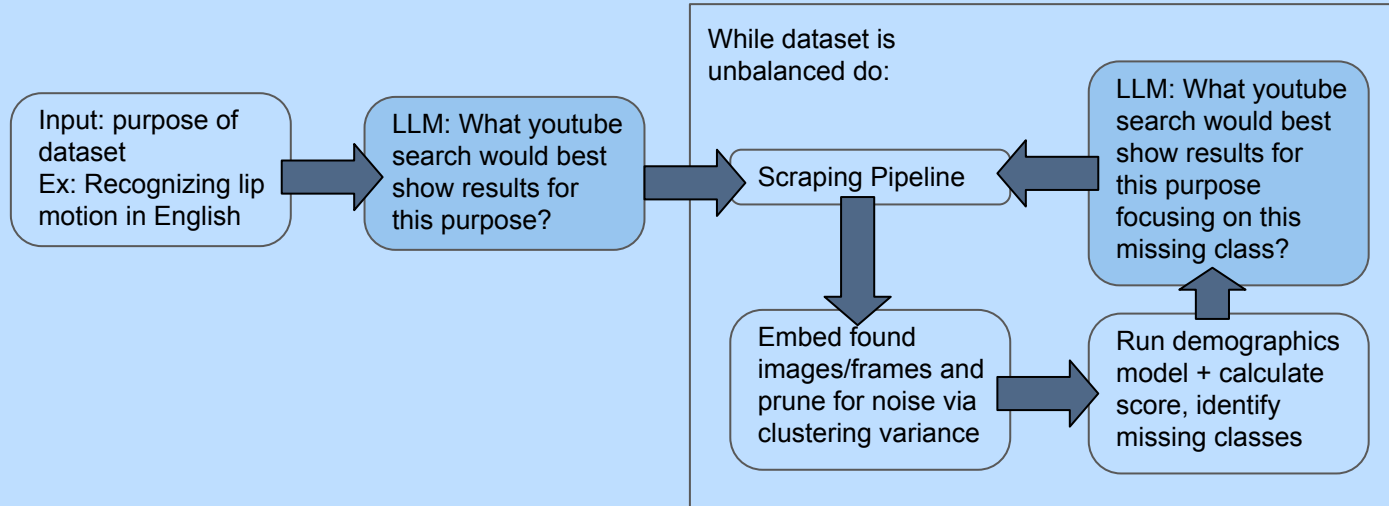 Input: purpose of
dataset
Ex: Recognizing lip
motion in English
LLM: What youtube
search would best
show results for
this purpose?
While dataset is
unbalanced do:
Scraping Pipeline
Embed found
images/frames and
prune for noise via
clustering variance
Run demographics
model + calculate
score, identify
missing classes
LLM: What youtube
search would best
show results for
this purpose
focusing on this
missing class?